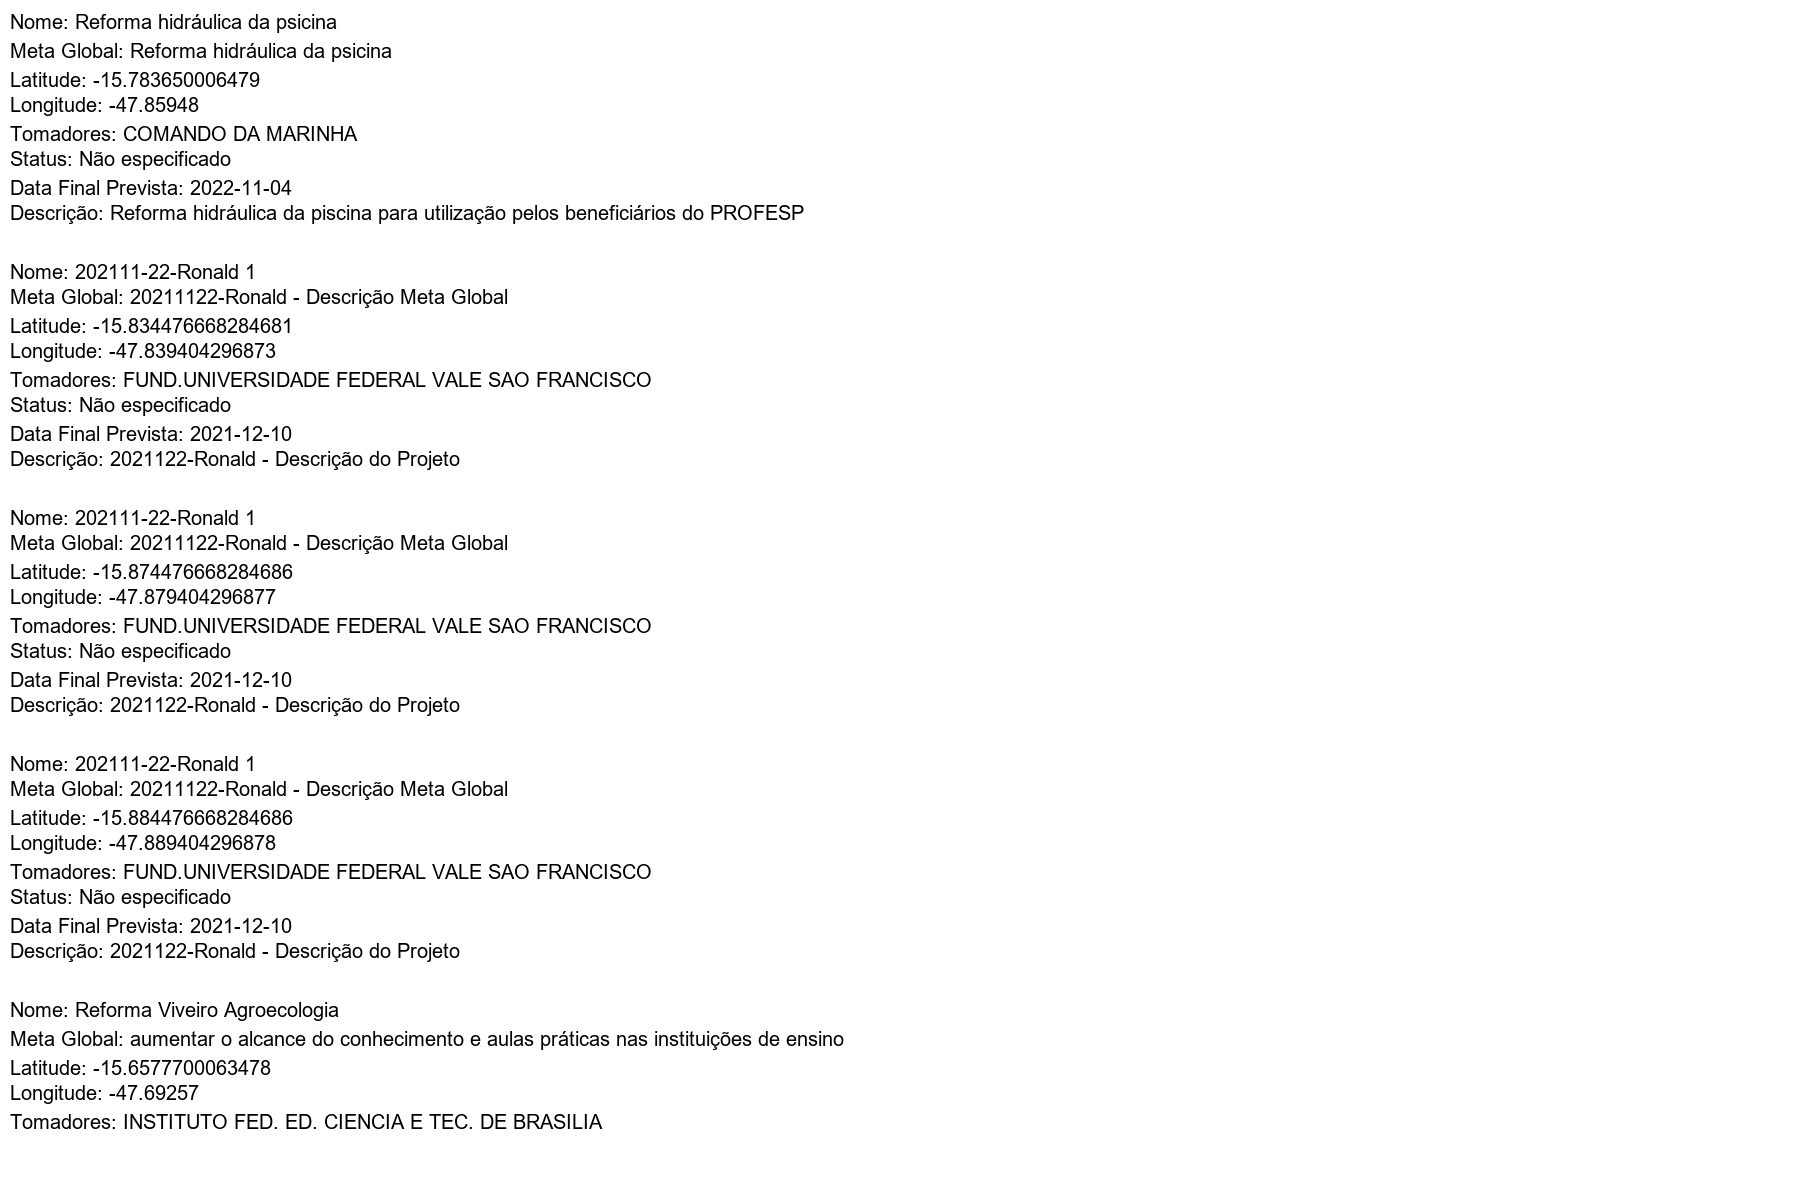 Nome: Reforma hidráulica da psicina
Meta Global: Reforma hidráulica da psicina
Latitude: -15.783650006479
Longitude: -47.85948
Tomadores: COMANDO DA MARINHA
Status: Não especificado
Data Final Prevista: 2022-11-04
Descrição: Reforma hidráulica da piscina para utilização pelos beneficiários do PROFESP
Nome: 202111-22-Ronald 1
Meta Global: 20211122-Ronald - Descrição Meta Global
Latitude: -15.834476668284681
Longitude: -47.839404296873
Tomadores: FUND.UNIVERSIDADE FEDERAL VALE SAO FRANCISCO
Status: Não especificado
Data Final Prevista: 2021-12-10
Descrição: 2021122-Ronald - Descrição do Projeto
Nome: 202111-22-Ronald 1
Meta Global: 20211122-Ronald - Descrição Meta Global
Latitude: -15.874476668284686
Longitude: -47.879404296877
Tomadores: FUND.UNIVERSIDADE FEDERAL VALE SAO FRANCISCO
Status: Não especificado
Data Final Prevista: 2021-12-10
Descrição: 2021122-Ronald - Descrição do Projeto
Nome: 202111-22-Ronald 1
Meta Global: 20211122-Ronald - Descrição Meta Global
Latitude: -15.884476668284686
Longitude: -47.889404296878
Tomadores: FUND.UNIVERSIDADE FEDERAL VALE SAO FRANCISCO
Status: Não especificado
Data Final Prevista: 2021-12-10
Descrição: 2021122-Ronald - Descrição do Projeto
Nome: Reforma Viveiro Agroecologia
Meta Global: aumentar o alcance do conhecimento e aulas práticas nas instituições de ensino
Latitude: -15.6577700063478
Longitude: -47.69257
Tomadores: INSTITUTO FED. ED. CIENCIA E TEC. DE BRASILIA